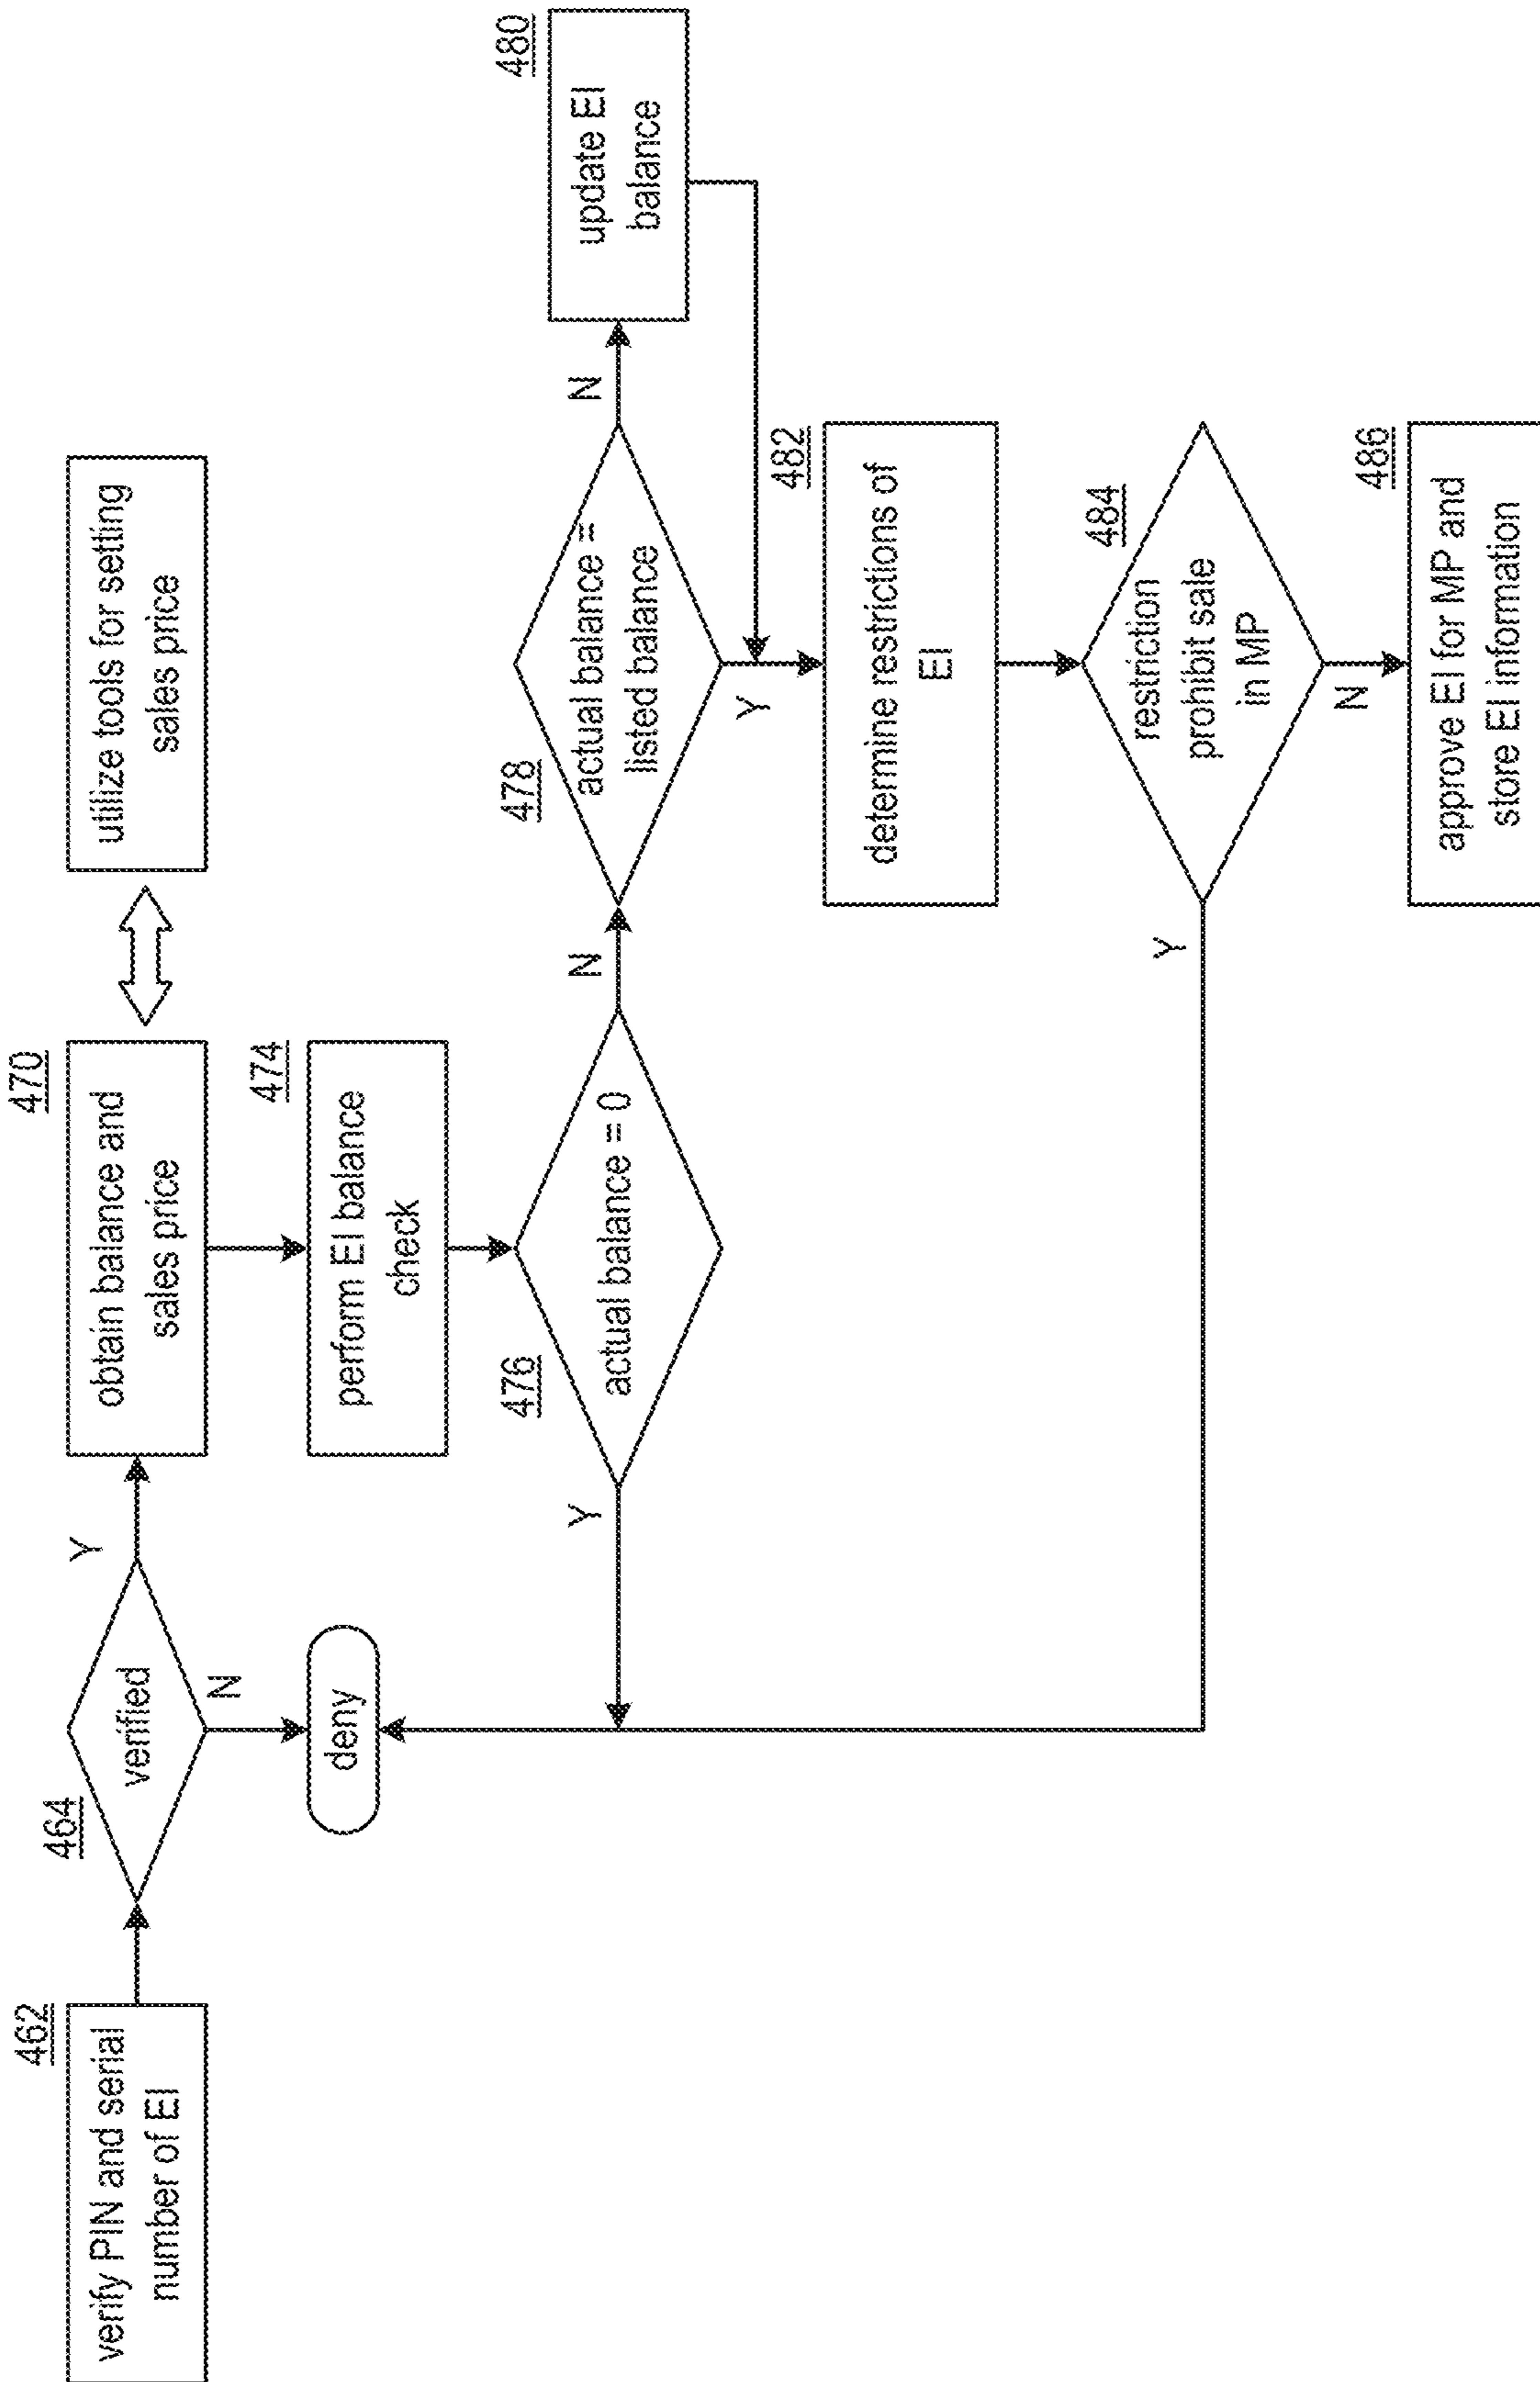 462
verify PIN and serial
number of EI
464
verified
Y
N
deny
470
obtain balance and
sales price
utilize tools for setting
sales price
474
perform EI balance
check
476
actual balance = 0
Y
N
478
actual balance =
listed balance
N
Y
480
update EI
balance
482
determine restrictions of
EI
484
restriction
prohibit sale
in MP
Y
N
486
approve EI for MP and
store EI information